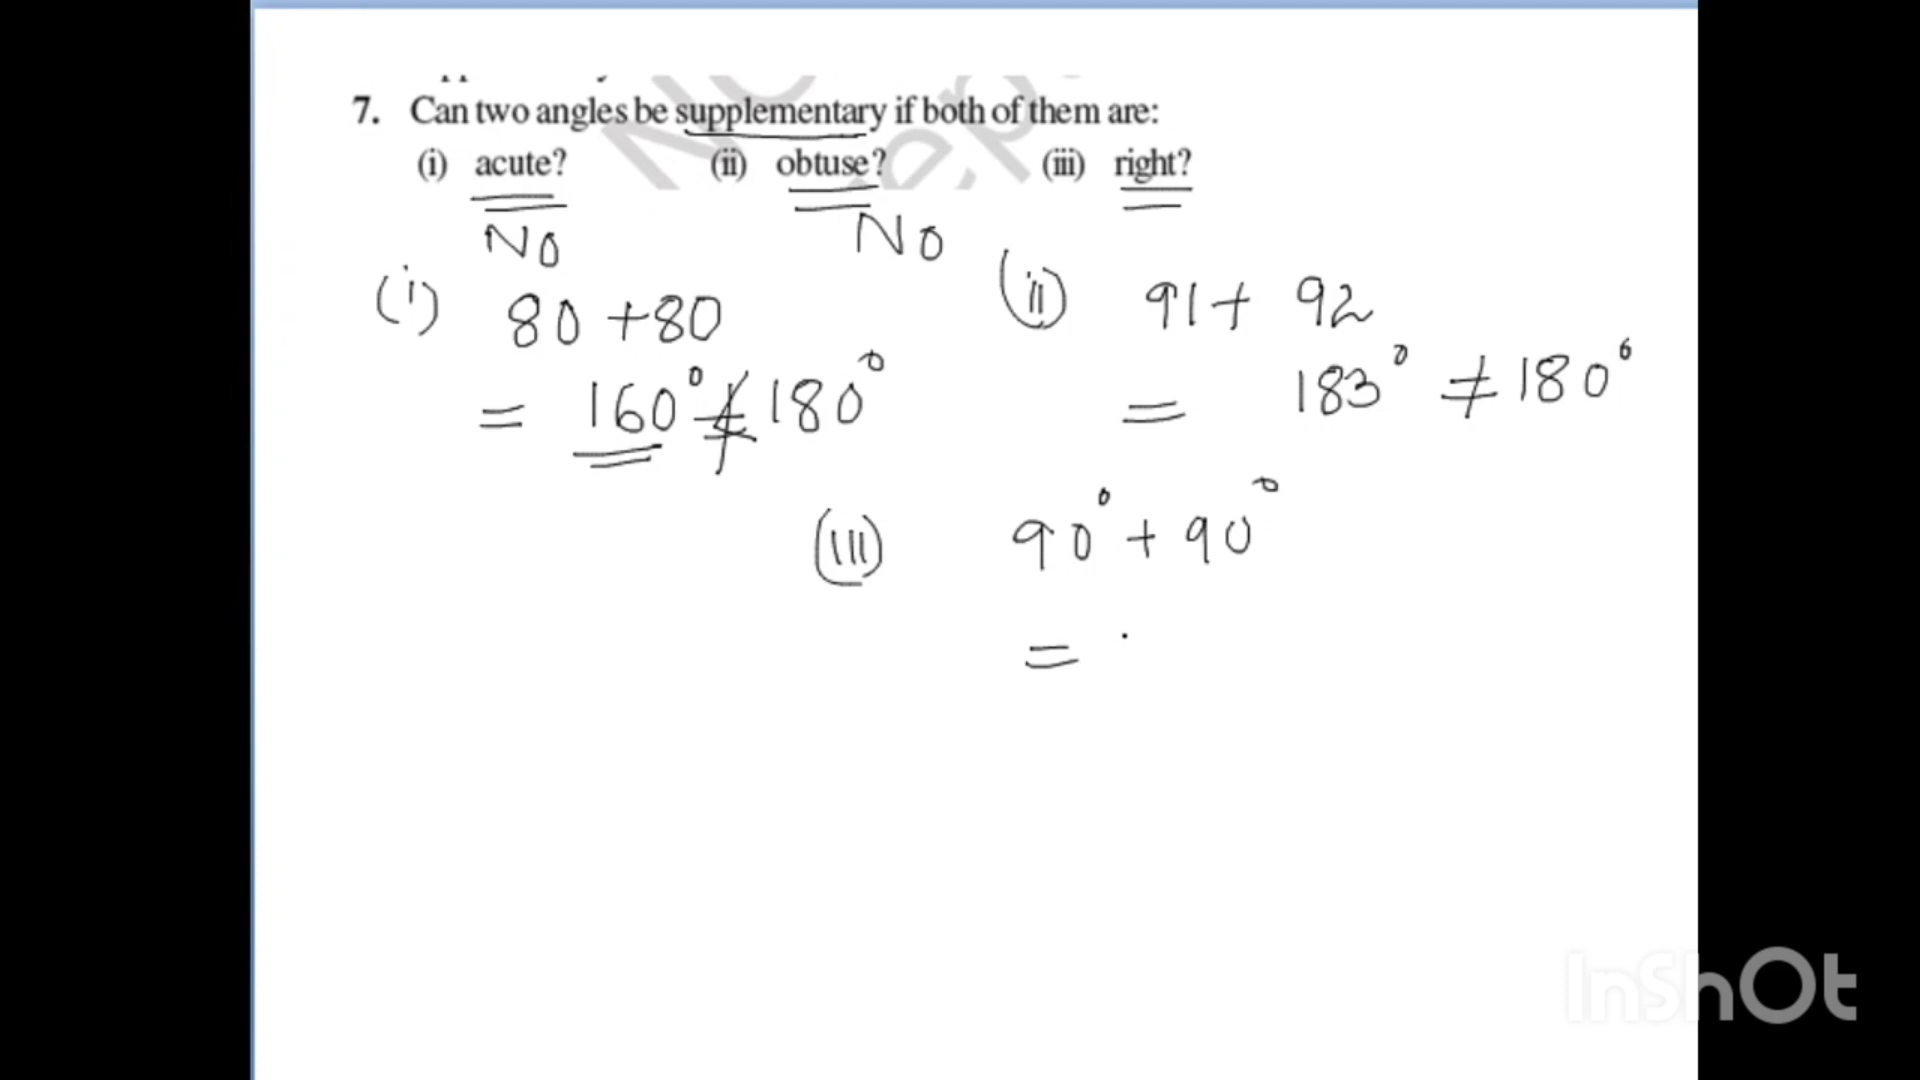 7. Can two angles be supplementary if both of them are:
(i) acute? (ii) obtuse? (iii) right?
NO NO
(i) 80 + 80
= 160° ≠ 180°
(ii) 91 + 92
= 183° ≠ 180°
(iii) 90° + 90°
=
InShOt